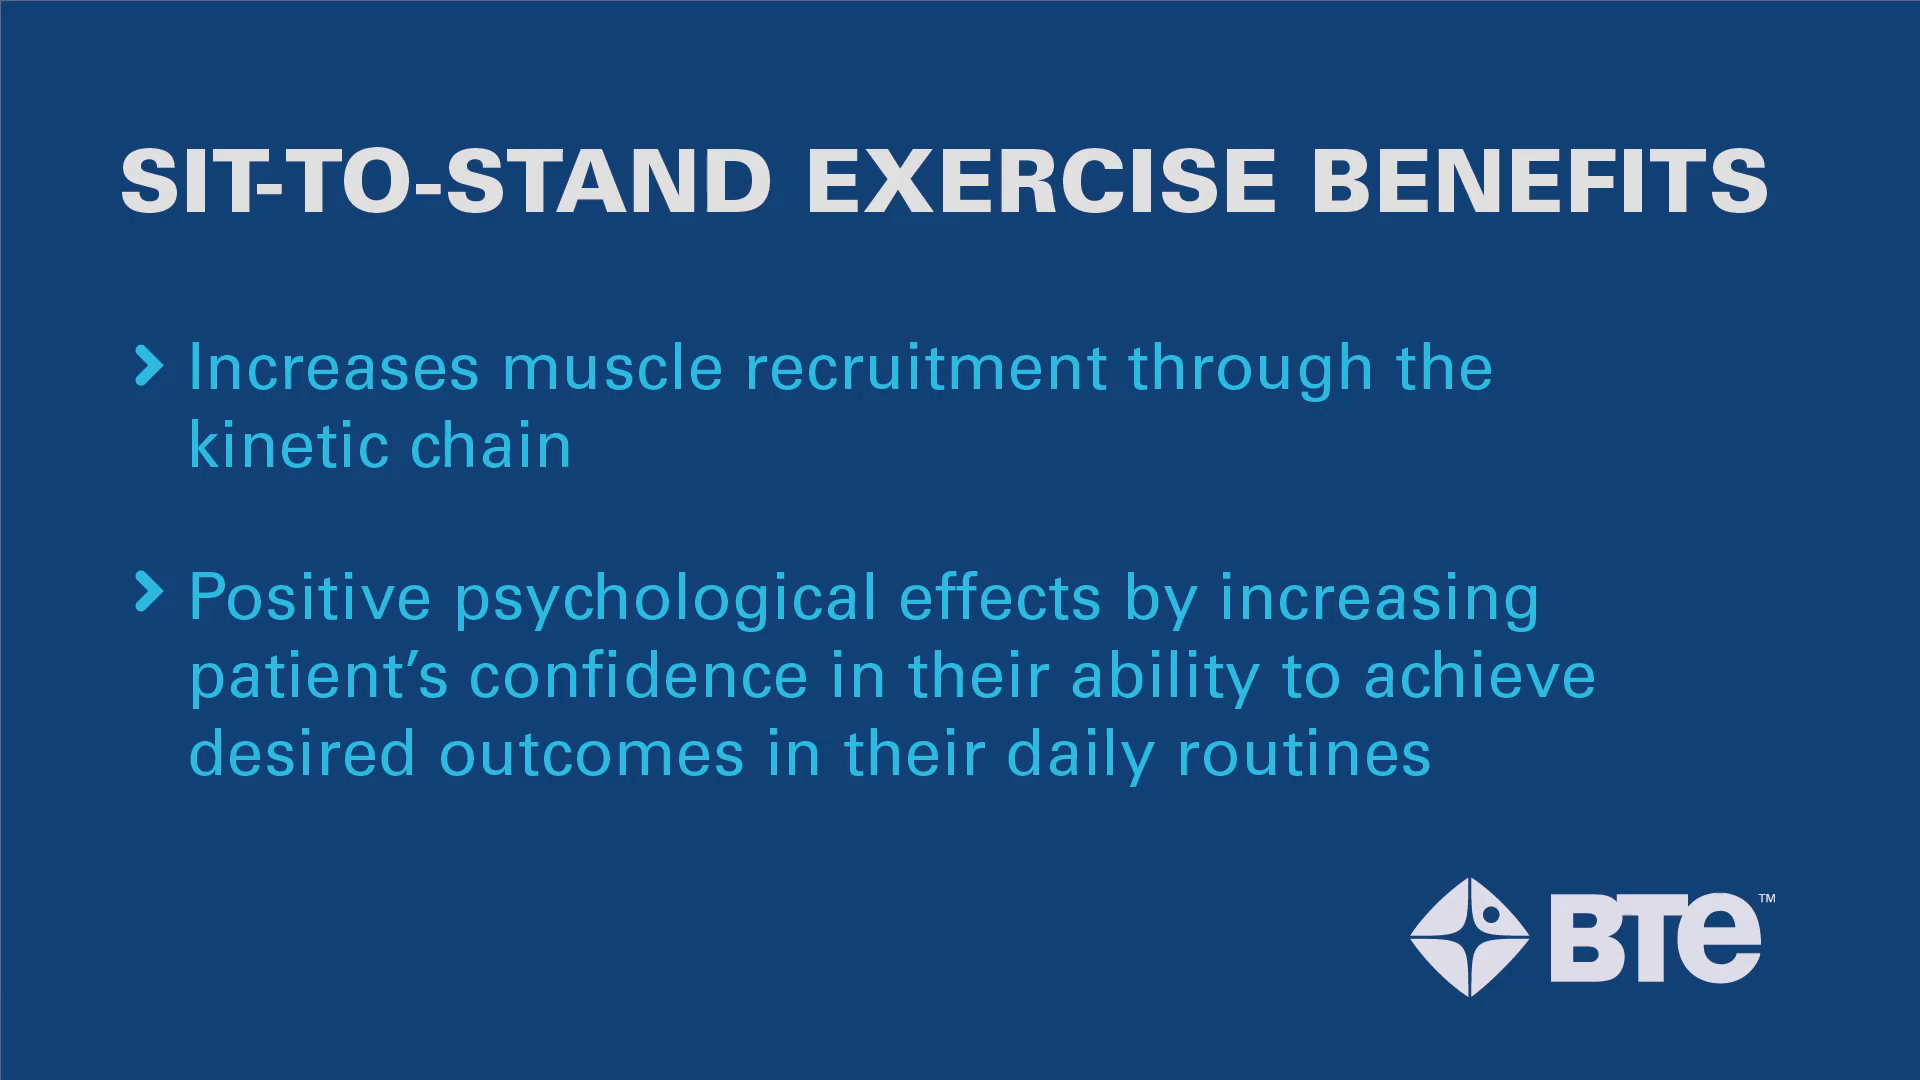 SIT-TO-STAND EXERCISE BENEFITS
Increases muscle recruitment through the
kinetic chain
Positive psychological effects by increasing
patient’s confidence in their ability to achieve
desired outcomes in their daily routines
BTe™